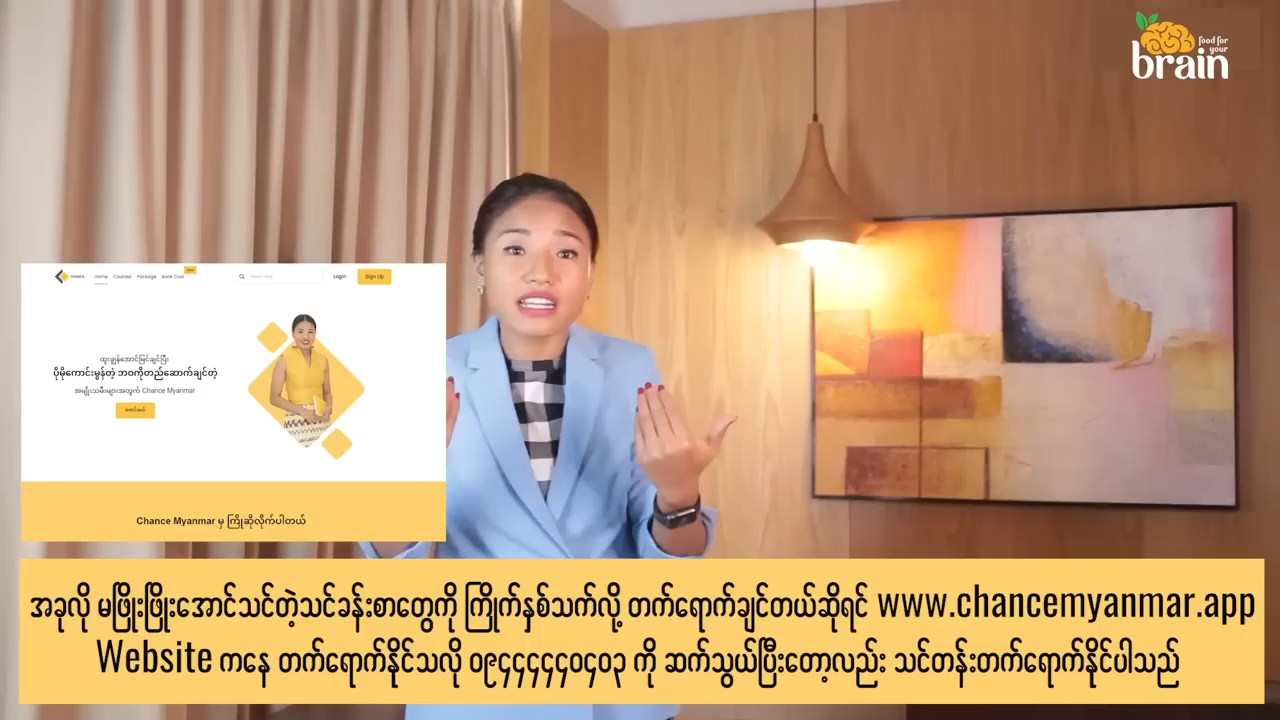 food for
your
brain
CHANCE
Home Courses Package Book Club
Login Sign Up
ထူးချွန်အောင်မြင်ချင်ပြီး
ပိုမိုကောင်းမွန်တဲ့ ဘဝကိုတည်ဆောက်ချင်တဲ့
အမျိုးသမီးများအတွက် Chance Myanmar
Chance Myanmar မှ ကြိုဆိုလိုက်ပါတယ်
အခုလို မဖြိုးဖြိုးအောင်သင်တဲ့သင်ခန်းစာတွေကို ကြိုက်နှစ်သက်လို့ တက်ရောက်ချင်တယ်ဆိုရင် www.chancemyanmar.app
Website ကနေ တက်ရောက်နိုင်သလို ၀၉၄၄၄၄၄၀၄၀၃ ကို ဆက်သွယ်ပြီးတော့လည်း သင်တန်းတက်ရောက်နိုင်ပါသည်